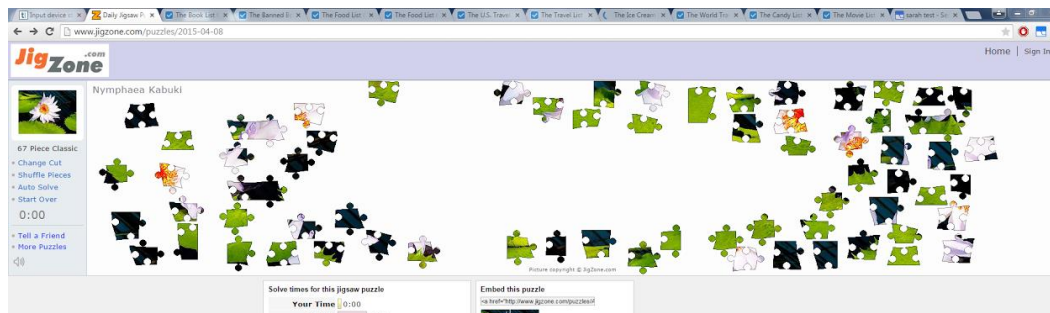 Input device
Daily Jigsaw P
The Book List
The Banned B
The Food List
The Food List
The U.S. Trave
The Travel List
The Ice Cream
The World Tra
The Candy List
The Movie List
sarah test - S
www.jigzone.com/puzzles/2015-04-08
JigZone.com
Home | Sign In
Nymphaea Kabuki
67 Piece Classic
Change Cut
Shuffle Pieces
Auto Solve
Start Over
0:00
Tell a Friend
More Puzzles
Picture copyright © JigZone.com
Solve times for this jigsaw puzzle
Your Time 0:00
Embed this puzzle
<a href="http://www.jigzone.com/puzzles/